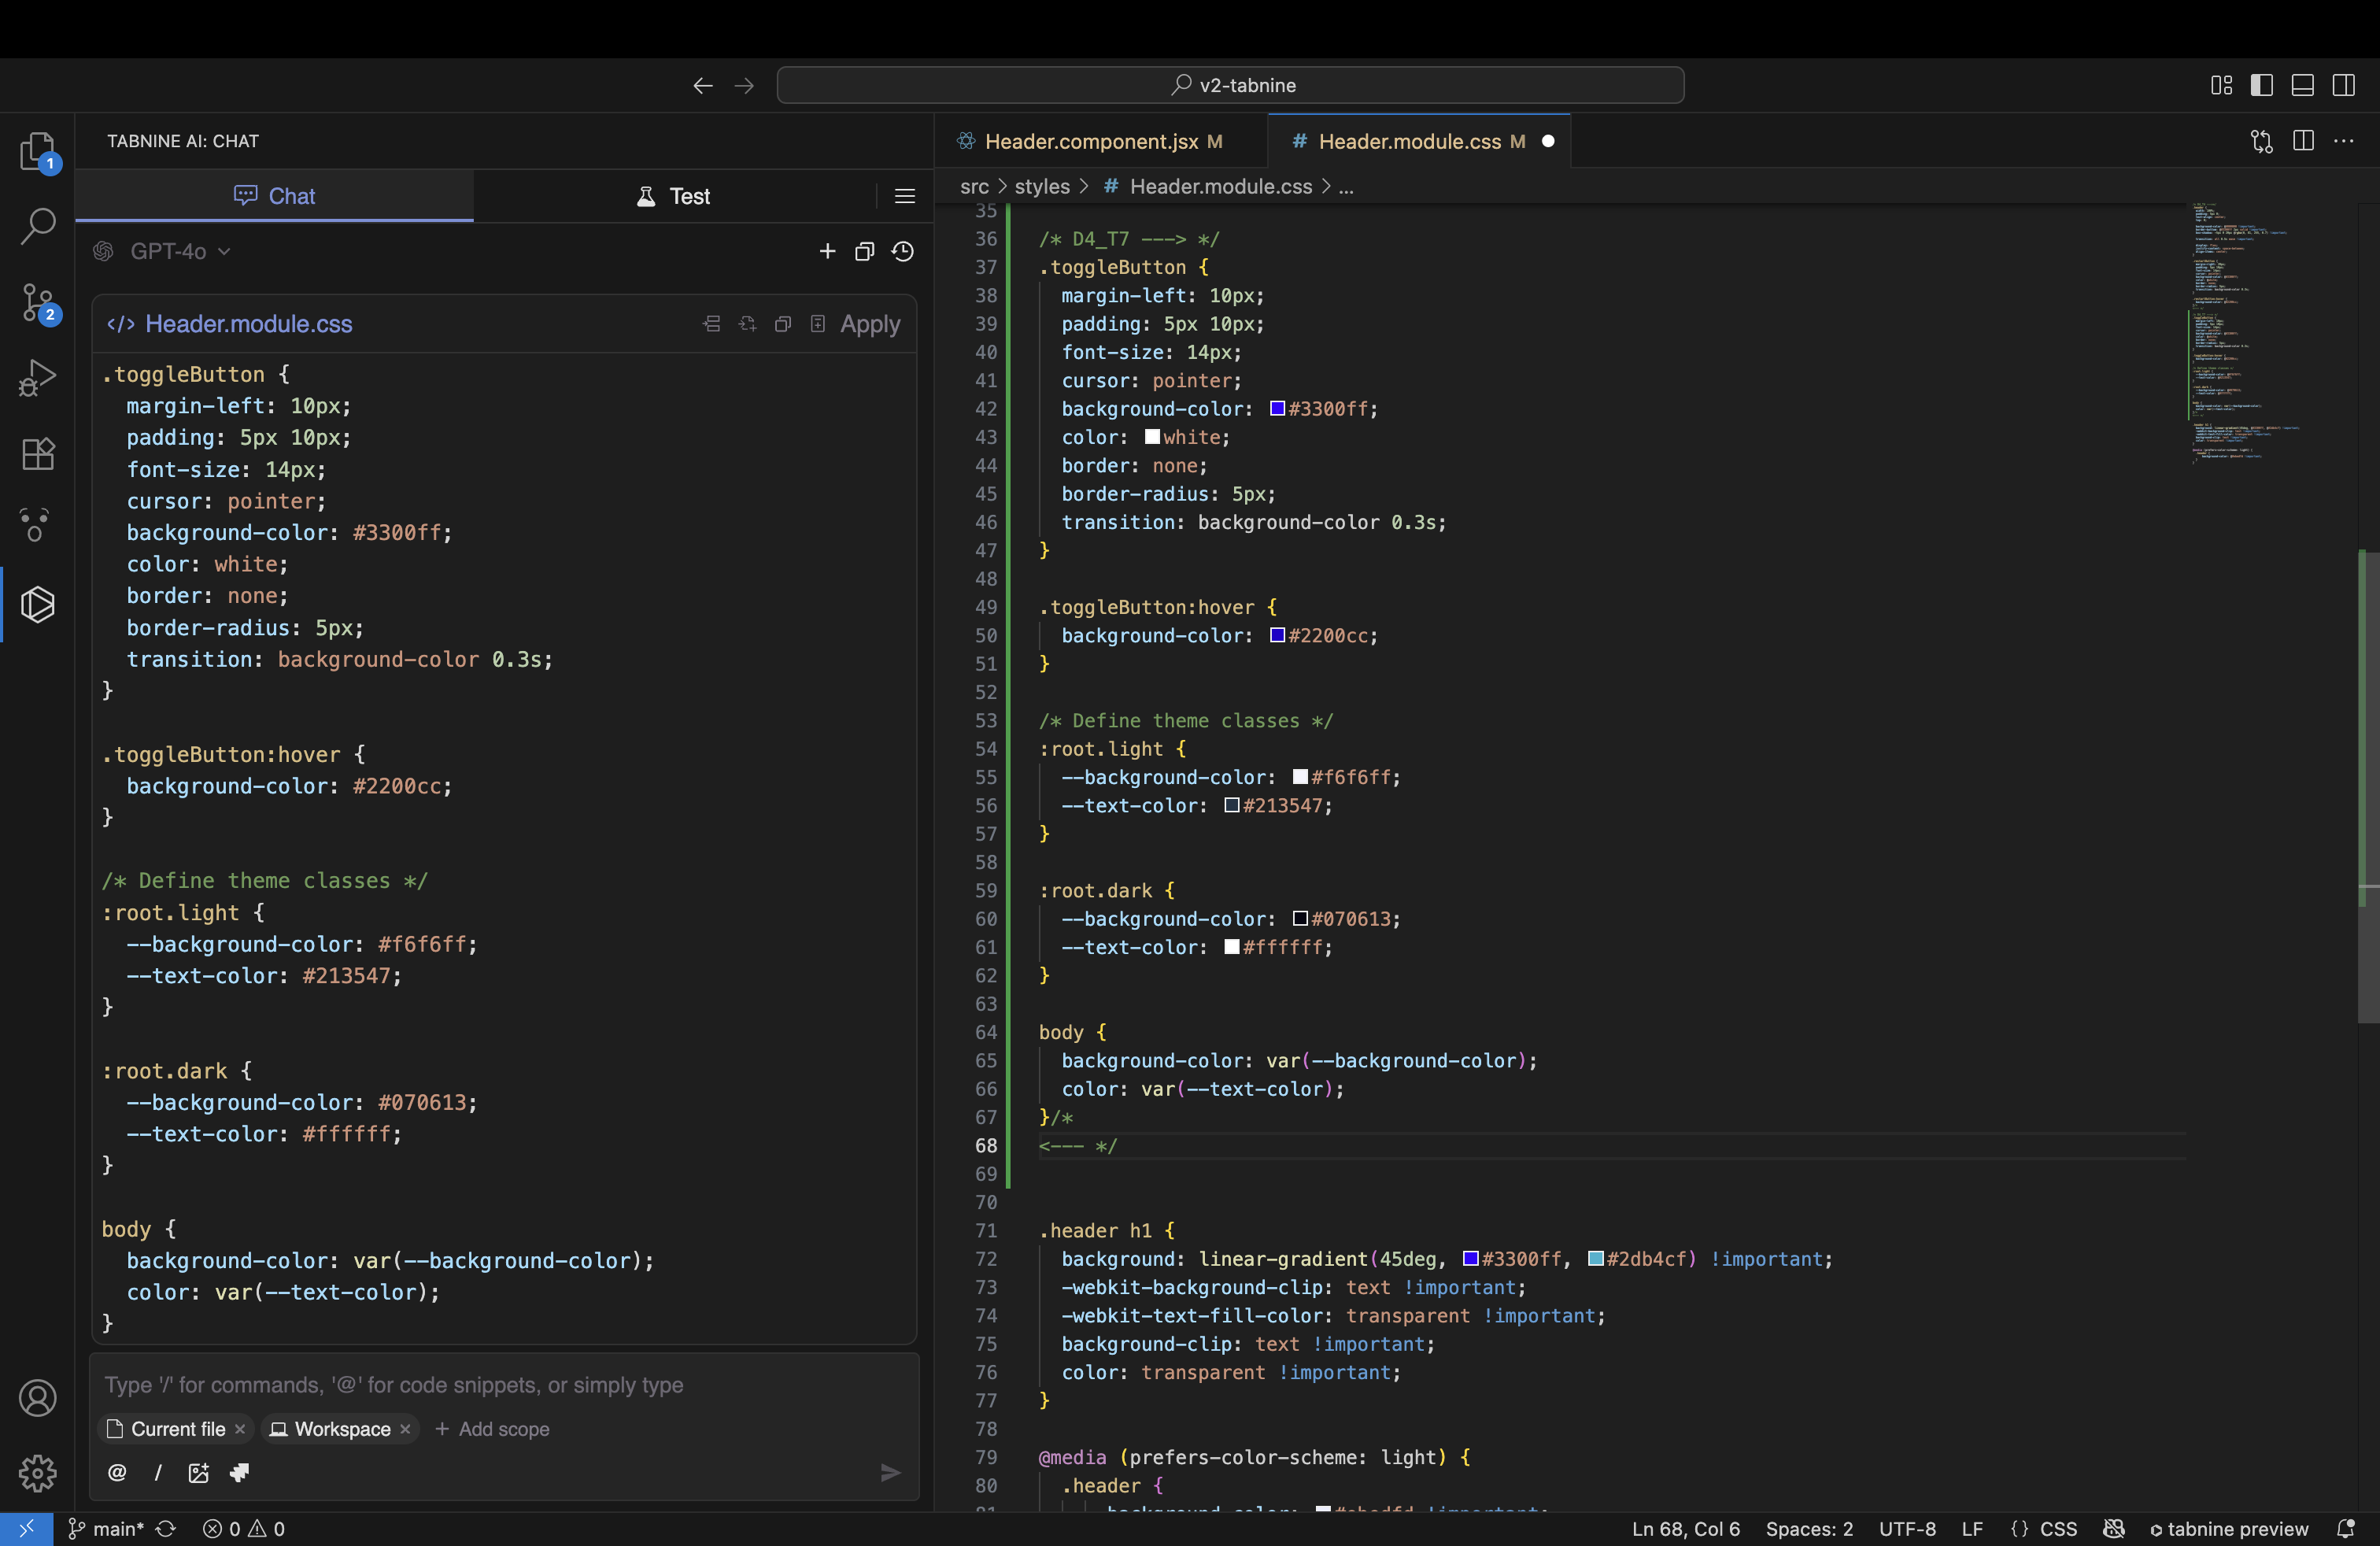 v2-tabnine
TABNINE AI: CHAT
Chat
Test
GPT-4o
Header.module.css
Apply
.toggleButton {
  margin-left: 10px;
  padding: 5px 10px;
  font-size: 14px;
  cursor: pointer;
  background-color: #3300ff;
  color: white;
  border: none;
  border-radius: 5px;
  transition: background-color 0.3s;
}
.toggleButton:hover {
  background-color: #2200cc;
}
/* Define theme classes */
:root.light {
  --background-color: #f6f6ff;
  --text-color: #213547;
}
:root.dark {
  --background-color: #070613;
  --text-color: #ffffff;
}
body {
  background-color: var(--background-color);
  color: var(--text-color);
}
Type '/' for commands, '@' for code snippets, or simply type
Current file × Workspace × + Add scope
@ /
1
2
Header.component.jsx M
# Header.module.css M
src > styles > # Header.module.css > ...
35
36 /* D4_T7 ---> */
37 .toggleButton {
38   margin-left: 10px;
39   padding: 5px 10px;
40   font-size: 14px;
41   cursor: pointer;
42   background-color: #3300ff;
43   color: white;
44   border: none;
45   border-radius: 5px;
46   transition: background-color 0.3s;
47 }
48
49 .toggleButton:hover {
50   background-color: #2200cc;
51 }
52
53 /* Define theme classes */
54 :root.light {
55   --background-color: #f6f6ff;
56   --text-color: #213547;
57 }
58
59 :root.dark {
60   --background-color: #070613;
61   --text-color: #ffffff;
62 }
63
64 body {
65   background-color: var(--background-color);
66   color: var(--text-color);
67 }/*
68 <--- */
69
70
71 .header h1 {
72   background: linear-gradient(45deg, #3300ff, #2db4cf) !important;
73   -webkit-background-clip: text !important;
74   -webkit-text-fill-color: transparent !important;
75   background-clip: text !important;
76   color: transparent !important;
77 }
78
79 @media (prefers-color-scheme: light) {
80   .header {
main* 0 0
Ln 68, Col 6 Spaces: 2 UTF-8 LF {} CSS tabnine preview